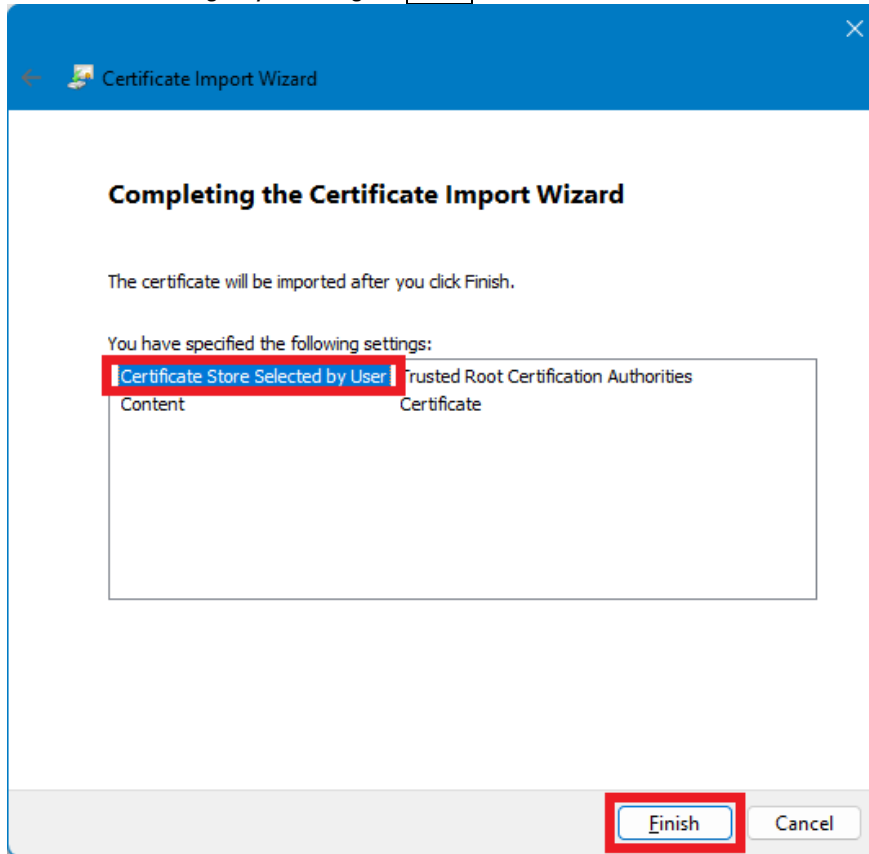 Certificate Import Wizard
Completing the Certificate Import Wizard
The certificate will be imported after you click Finish.
You have specified the following settings:
Certificate Store Selected by User Trusted Root Certification Authorities
Content Certificate
Finish Cancel